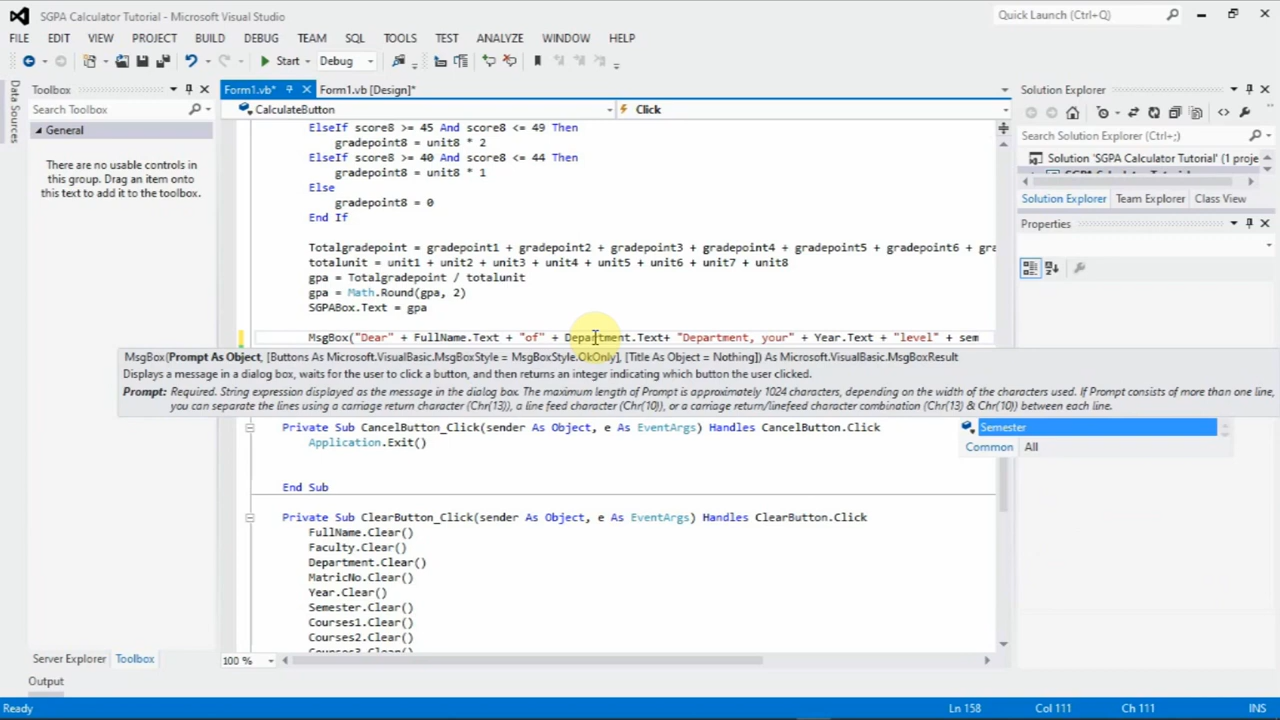 SGPA Calculator Tutorial - Microsoft Visual Studio
Quick Launch (Ctrl+Q)
FILE EDIT VIEW PROJECT BUILD DEBUG TEAM SQL TOOLS TEST ANALYZE WINDOW HELP
Start Debug
Data Sources
Toolbox
Search Toolbox
General
There are no usable controls in
this group. Drag an item onto
this text to add it to the toolbox.
Server Explorer Toolbox
Form1.vb* Form1.vb [Design]*
CalculateButton Click
ElseIf score8 >= 45 And score8 <= 49 Then
gradepoint8 = unit8 * 2
ElseIf score8 >= 40 And score8 <= 44 Then
gradepoint8 = unit8 * 1
Else
gradepoint8 = 0
End If
Totalgradepoint = gradepoint1 + gradepoint2 + gradepoint3 + gradepoint4 + gradepoint5 + gradepoint6 + gra
totalunit = unit1 + unit2 + unit3 + unit4 + unit5 + unit6 + unit7 + unit8
gpa = Totalgradepoint / totalunit
gpa = Math.Round(gpa, 2)
SGPABox.Text = gpa
MsgBox("Dear" + FullName.Text + "of" + Department.Text+ "Department, your" + Year.Text + "level" + sem
MsgBox(Prompt As Object, [Buttons As Microsoft.VisualBasic.MsgBoxStyle = MsgBoxStyle.OkOnly], [Title As Object = Nothing]) As Microsoft.VisualBasic.MsgBoxResult
Displays a message in a dialog box, waits for the user to click a button, and then returns an integer indicating which button the user clicked.
Prompt: Required. String expression displayed as the message in the dialog box. The maximum length of Prompt is approximately 1024 characters, depending on the width of the characters used. If Prompt consists of more than one line,
you can separate the lines using a carriage return character (Chr(13)), a line feed character (Chr(10)), or a carriage return/linefeed character combination (Chr(13) & Chr(10)) between each line.
Semester
Common All
Private Sub CancelButton_Click(sender As Object, e As EventArgs) Handles CancelButton.Click
Application.Exit()
End Sub
Private Sub ClearButton_Click(sender As Object, e As EventArgs) Handles ClearButton.Click
FullName.Clear()
Faculty.Clear()
Department.Clear()
MatricNo.Clear()
Year.Clear()
Semester.Clear()
Courses1.Clear()
Courses2.Clear()
Courses3.Clear()
100 %
Solution Explorer
Search Solution Explorer (Ctrl+;)
Solution 'SGPA Calculator Tutorial' (1 proje
Solution Explorer Team Explorer Class View
Properties
Output
Ready Ln 158 Col 111 Ch 111 INS